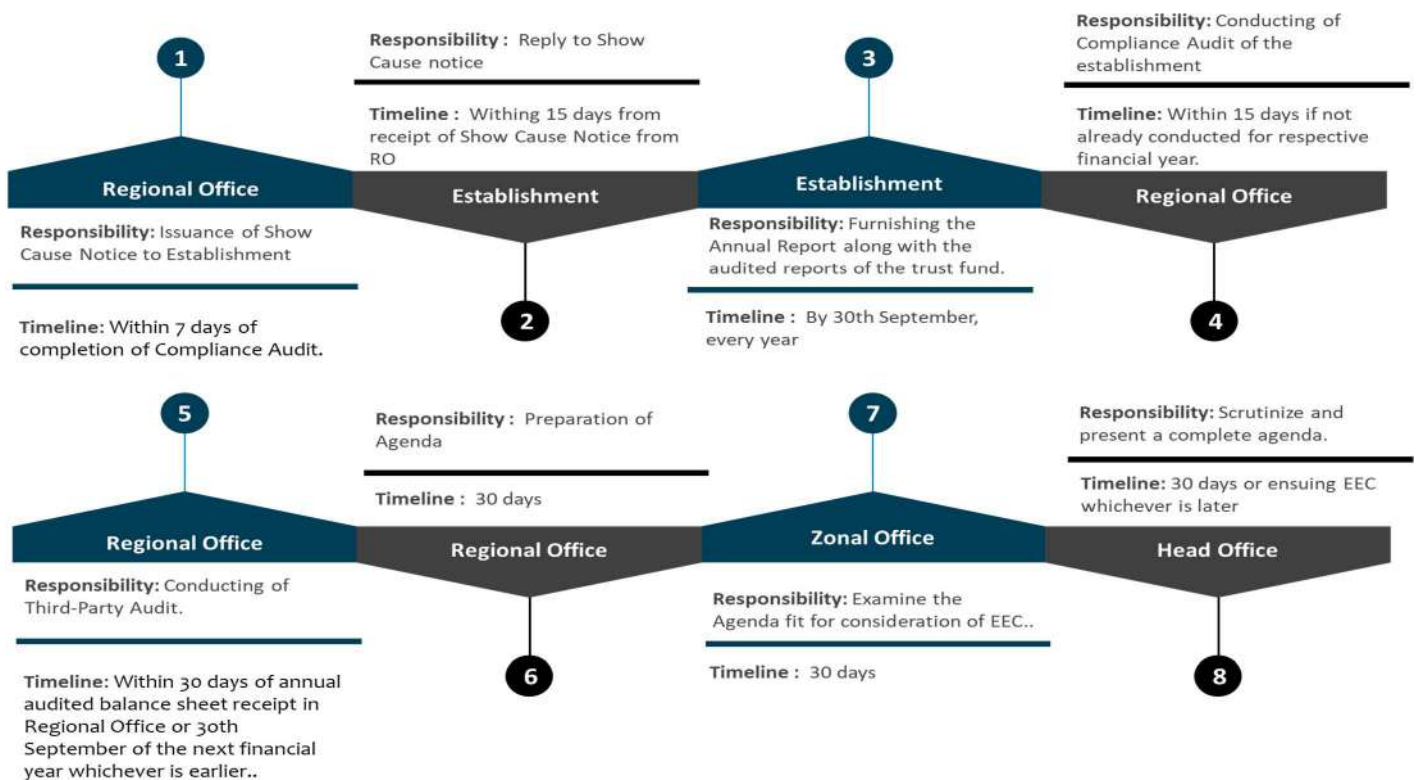 1
Regional Office
Responsibility: Issuance of Show
Cause Notice to Establishment
Timeline: Within 7 days of
completion of Compliance Audit.
Responsibility : Reply to Show
Cause notice
Timeline : Withing 15 days from
receipt of Show Cause Notice from
RO
Establishment
2
3
Establishment
Responsibility: Furnishing the
Annual Report along with the
audited reports of the trust fund.
Timeline : By 30th September,
every year
Responsibility: Conducting of
Compliance Audit of the
establishment
Timeline: Within 15 days if not
already conducted for respective
financial year.
Regional Office
4
5
Regional Office
Responsibility: Conducting of
Third-Party Audit.
Timeline: Within 30 days of annual
audited balance sheet receipt in
Regional Office or 30th
September of the next financial
year whichever is earlier..
Responsibility : Preparation of
Agenda
Timeline : 30 days
Regional Office
6
7
Zonal Office
Responsibility: Examine the
Agenda fit for consideration of EEC..
Timeline : 30 days
Responsibility: Scrutinize and
present a complete agenda.
Timeline: 30 days or ensuing EEC
whichever is later
Head Office
8